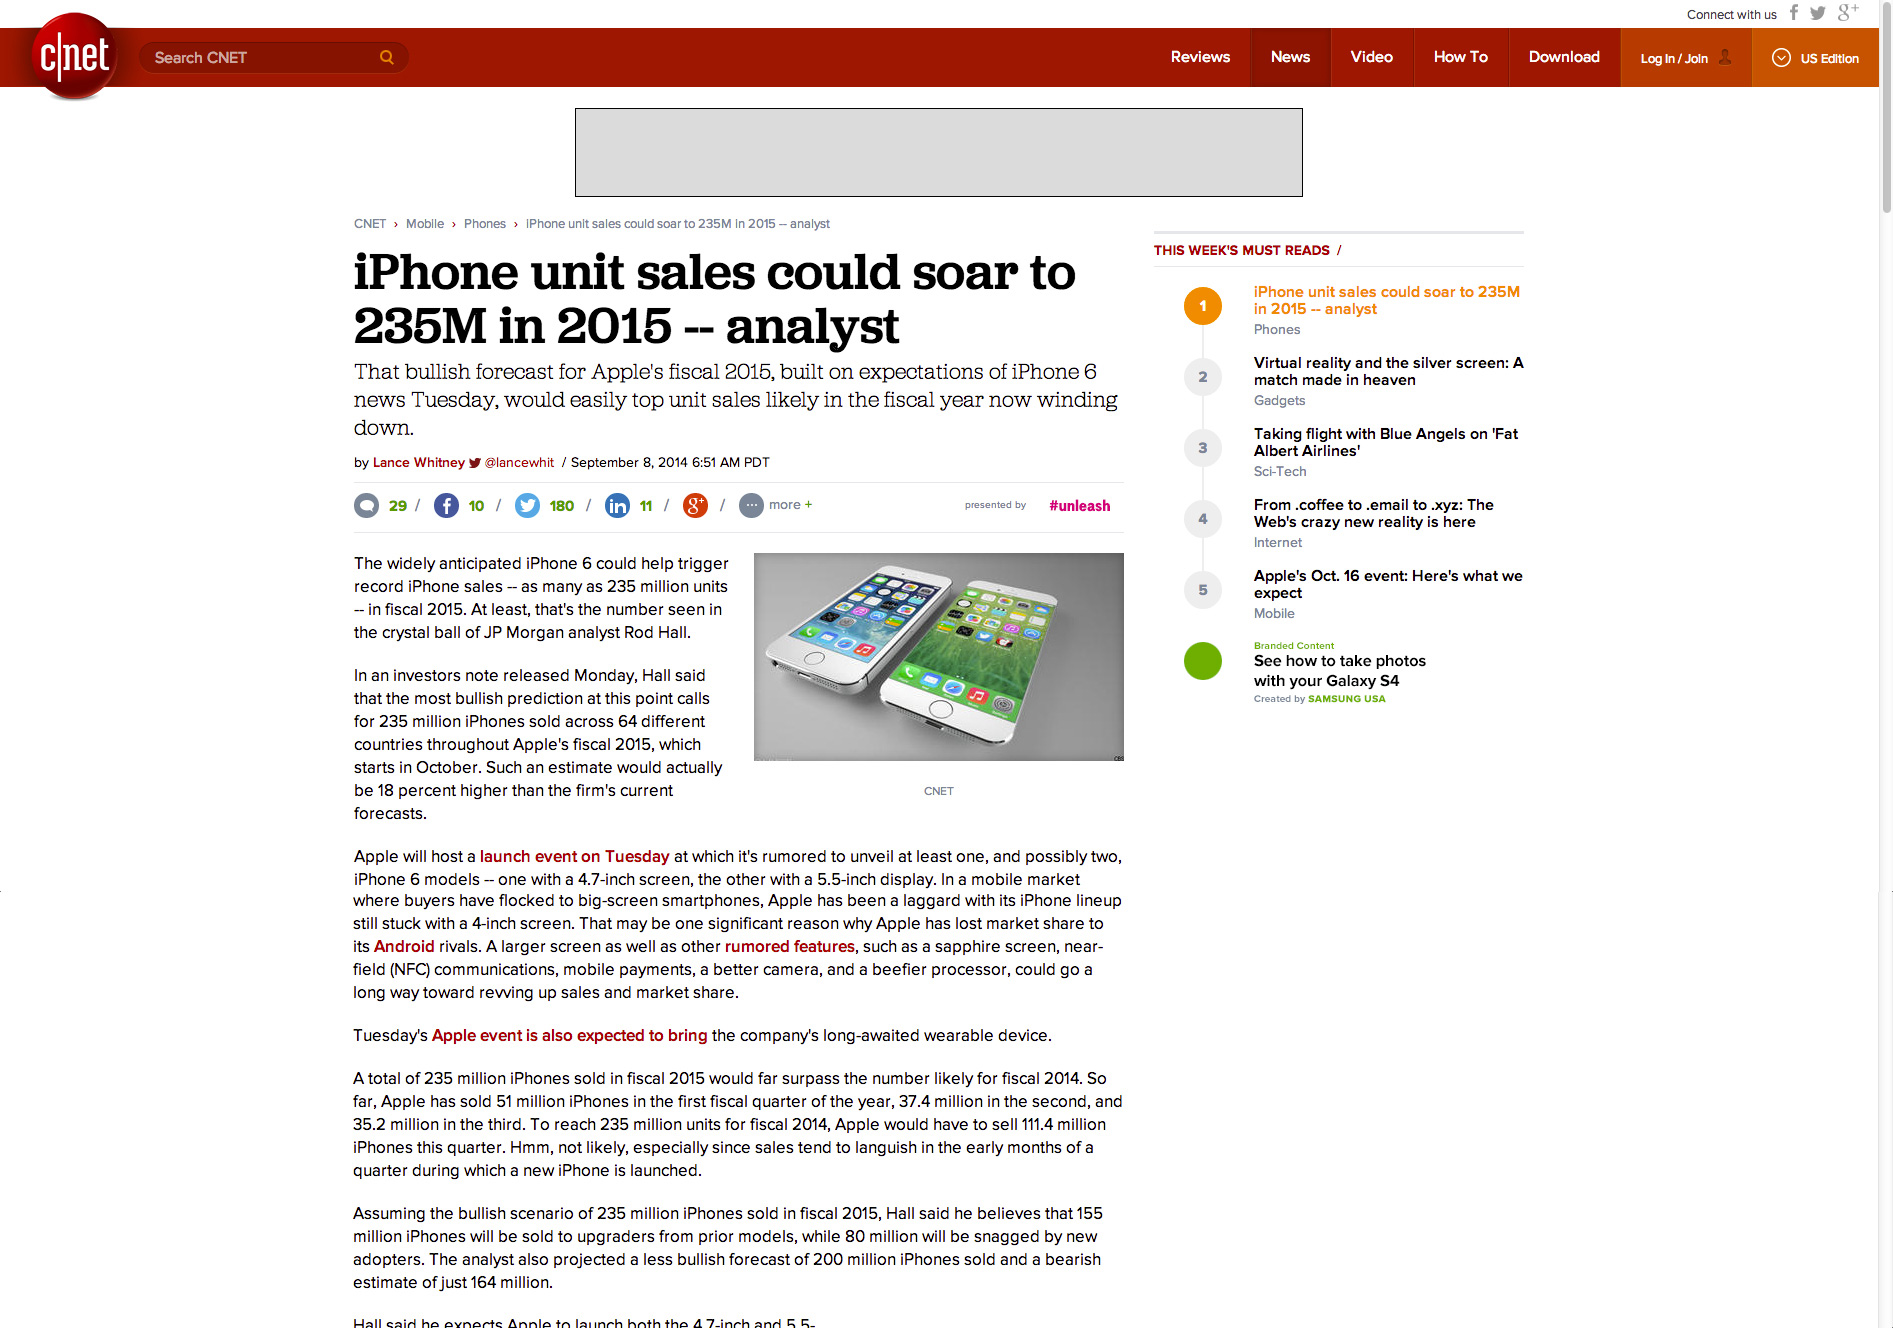 Connect with us
c|net
Search CNET
Reviews
News
Video
How To
Download
Log In / Join
US Edition
CNET › Mobile › Phones › iPhone unit sales could soar to 235M in 2015 -- analyst
iPhone unit sales could soar to
235M in 2015 -- analyst
That bullish forecast for Apple's fiscal 2015, built on expectations of iPhone 6
news Tuesday, would easily top unit sales likely in the fiscal year now winding
down.
by Lance Whitney @lancewhit / September 8, 2014 6:51 AM PDT
29 / 10 / 180 / in 11 / g+ / more +
presented by #unleash
The widely anticipated iPhone 6 could help trigger
record iPhone sales -- as many as 235 million units
-- in fiscal 2015. At least, that's the number seen in
the crystal ball of JP Morgan analyst Rod Hall.
In an investors note released Monday, Hall said
that the most bullish prediction at this point calls
for 235 million iPhones sold across 64 different
countries throughout Apple's fiscal 2015, which
starts in October. Such an estimate would actually
be 18 percent higher than the firm's current
forecasts.
CNET
Apple will host a launch event on Tuesday at which it's rumored to unveil at least one, and possibly two,
iPhone 6 models -- one with a 4.7-inch screen, the other with a 5.5-inch display. In a mobile market
where buyers have flocked to big-screen smartphones, Apple has been a laggard with its iPhone lineup
still stuck with a 4-inch screen. That may be one significant reason why Apple has lost market share to
its Android rivals. A larger screen as well as other rumored features, such as a sapphire screen, near-
field (NFC) communications, mobile payments, a better camera, and a beefier processor, could go a
long way toward revving up sales and market share.
Tuesday's Apple event is also expected to bring the company's long-awaited wearable device.
A total of 235 million iPhones sold in fiscal 2015 would far surpass the number likely for fiscal 2014. So
far, Apple has sold 51 million iPhones in the first fiscal quarter of the year, 37.4 million in the second, and
35.2 million in the third. To reach 235 million units for fiscal 2014, Apple would have to sell 111.4 million
iPhones this quarter. Hmm, not likely, especially since sales tend to languish in the early months of a
quarter during which a new iPhone is launched.
Assuming the bullish scenario of 235 million iPhones sold in fiscal 2015, Hall said he believes that 155
million iPhones will be sold to upgraders from prior models, while 80 million will be snagged by new
adopters. The analyst also projected a less bullish forecast of 200 million iPhones sold and a bearish
estimate of just 164 million.
Hall said he expects Apple to launch both the 4.7-inch and 5.5-
THIS WEEK'S MUST READS /
1
iPhone unit sales could soar to 235M
in 2015 -- analyst
Phones
2
Virtual reality and the silver screen: A
match made in heaven
Gadgets
3
Taking flight with Blue Angels on 'Fat
Albert Airlines'
Sci-Tech
4
From .coffee to .email to .xyz: The
Web's crazy new reality is here
Internet
5
Apple's Oct. 16 event: Here's what we
expect
Mobile
Branded Content
See how to take photos
with your Galaxy S4
Created by SAMSUNG USA